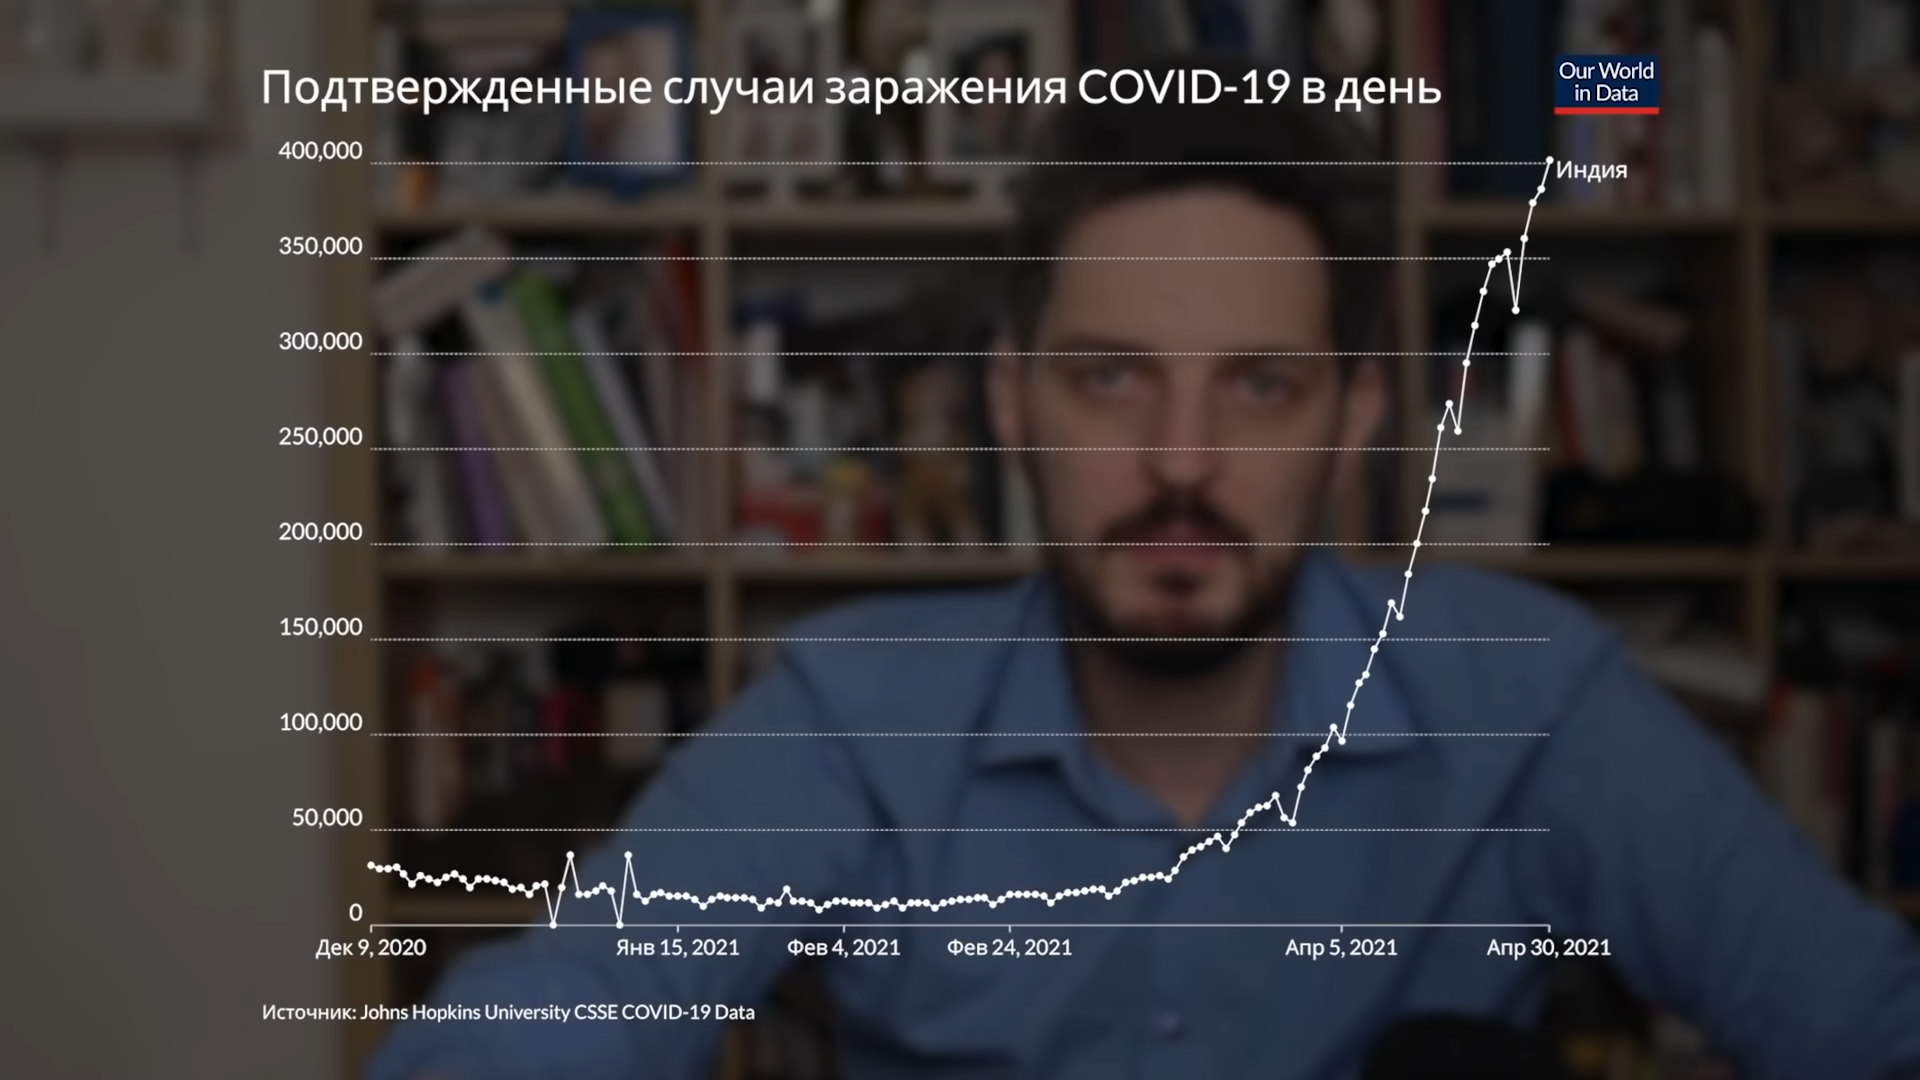 Подтвержденные случаи заражения COVID-19 в день
Our World
in Data
400,000
Индия
350,000
300,000
250,000
200,000
150,000
100,000
50,000
0
Дек 9, 2020
Янв 15, 2021
Фев 4, 2021
Фев 24, 2021
Апр 5, 2021
Апр 30, 2021
Источник: Johns Hopkins University CSSE COVID-19 Data